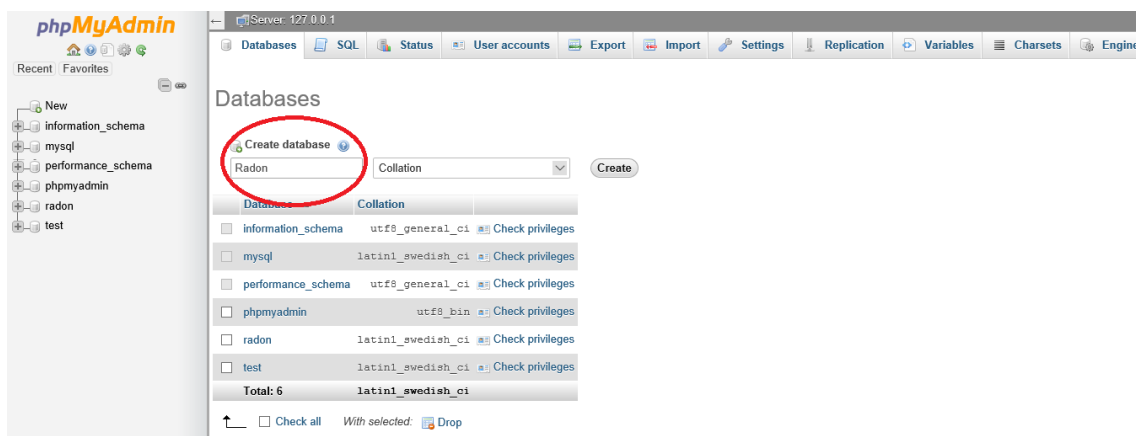 phpMyAdmin
Recent Favorites
New
information_schema
mysql
performance_schema
phpmyadmin
radon
test
Server: 127.0.0.1
Databases SQL Status User accounts Export Import Settings Replication Variables Charsets Engine
Databases
Create database
Radon Collation Create
Database Collation
information_schema utf8_general_ci Check privileges
mysql latin1_swedish_ci Check privileges
performance_schema utf8_general_ci Check privileges
phpmyadmin utf8_bin Check privileges
radon latin1_swedish_ci Check privileges
test latin1_swedish_ci Check privileges
Total: 6 latin1_swedish_ci
Check all With selected: Drop